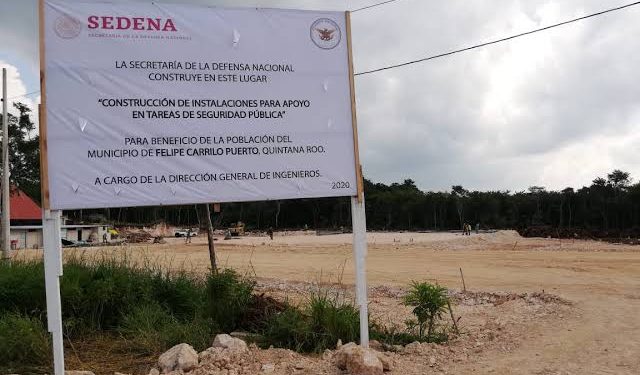 SEDENA
SECRETARÍA DE LA DEFENSA NACIONAL
LA SECRETARÍA DE LA DEFENSA NACIONAL
CONSTRUYE EN ESTE LUGAR
“CONSTRUCCIÓN DE INSTALACIONES PARA APOYO
EN TAREAS DE SEGURIDAD PÚBLICA”
PARA BENEFICIO DE LA POBLACIÓN DEL
MUNICIPIO DE FELIPE CARRILO PUERTO, QUINTANA ROO.
A CARGO DE LA DIRECCIÓN GENERAL DE INGENIEROS.
2020